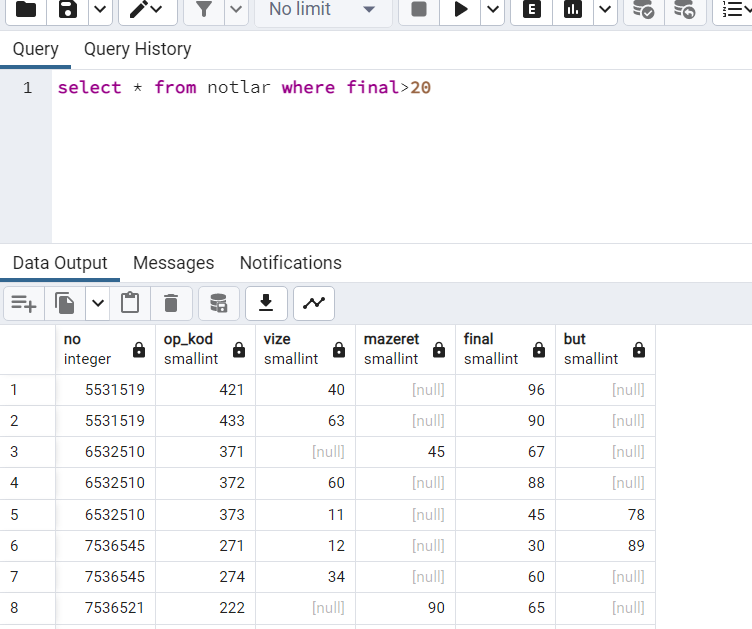 No limit
E
Query Query History
1 select * from notlar where final>20
Data Output Messages Notifications
no op_kod vize mazeret final but
integer smallint smallint smallint smallint smallint
1 5531519 421 40 [null] 96 [null]
2 5531519 433 63 [null] 90 [null]
3 6532510 371 [null] 45 67 [null]
4 6532510 372 60 [null] 88 [null]
5 6532510 373 11 [null] 45 78
6 7536545 271 12 [null] 30 89
7 7536545 274 34 [null] 60 [null]
8 7536521 222 [null] 90 65 [null]